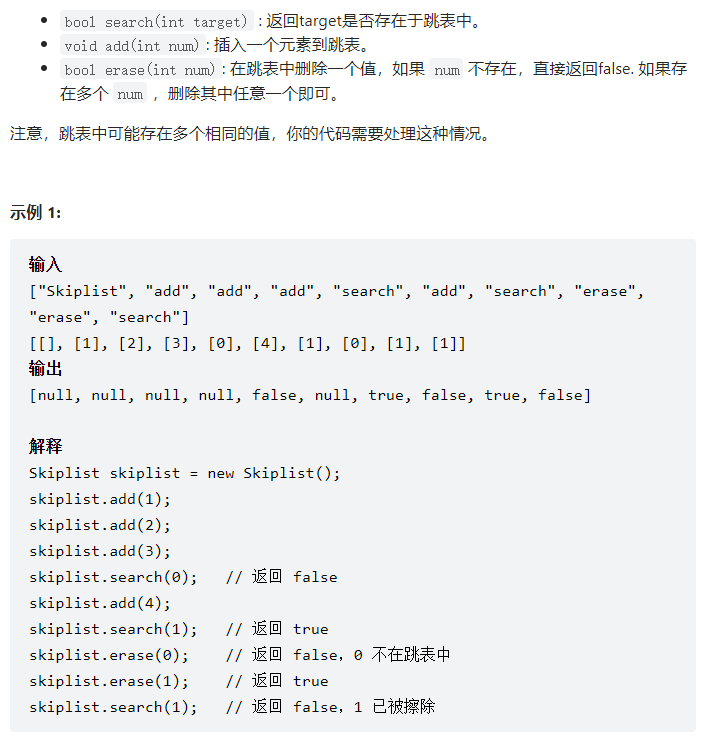 bool search(int target) : 返回target是否存在于跳表中。
void add(int num) : 插入一个元素到跳表。
bool erase(int num) : 在跳表中删除一个值，如果 num 不存在，直接返回false. 如果存
在多个 num ，删除其中任意一个即可。
注意，跳表中可能存在多个相同的值，你的代码需要处理这种情况。
示例 1:
输入
["Skiplist", "add", "add", "add", "search", "add", "search", "erase",
"erase", "search"]
[[], [1], [2], [3], [0], [4], [1], [0], [1], [1]]
输出
[null, null, null, null, false, null, true, false, true, false]
解释
Skiplist skiplist = new Skiplist();
skiplist.add(1);
skiplist.add(2);
skiplist.add(3);
skiplist.search(0);   // 返回 false
skiplist.add(4);
skiplist.search(1);   // 返回 true
skiplist.erase(0);    // 返回 false，0 不在跳表中
skiplist.erase(1);    // 返回 true
skiplist.search(1);   // 返回 false，1 已被擦除